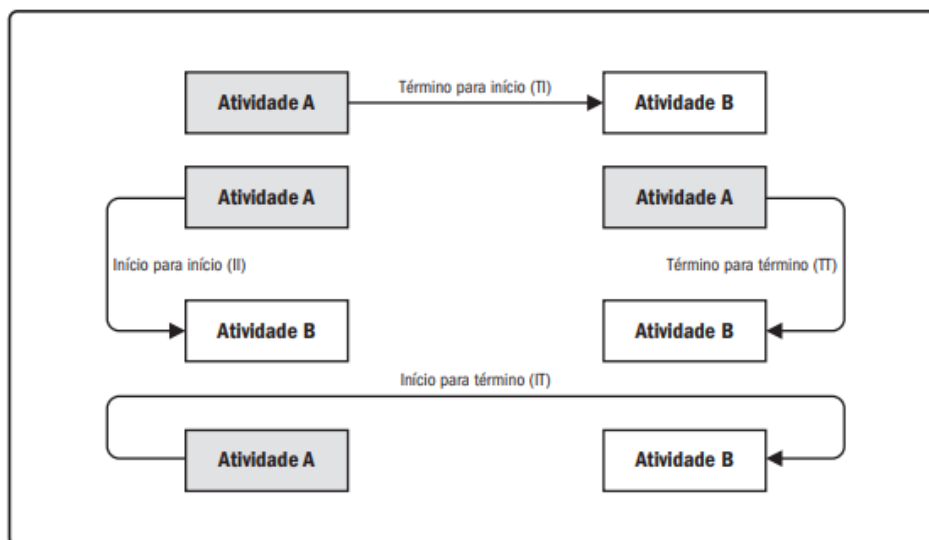 Atividade A
Término para início (TI)
Atividade B
Atividade A
Atividade A
Início para início (II)
Término para término (TT)
Atividade B
Atividade B
Início para término (IT)
Atividade A
Atividade B